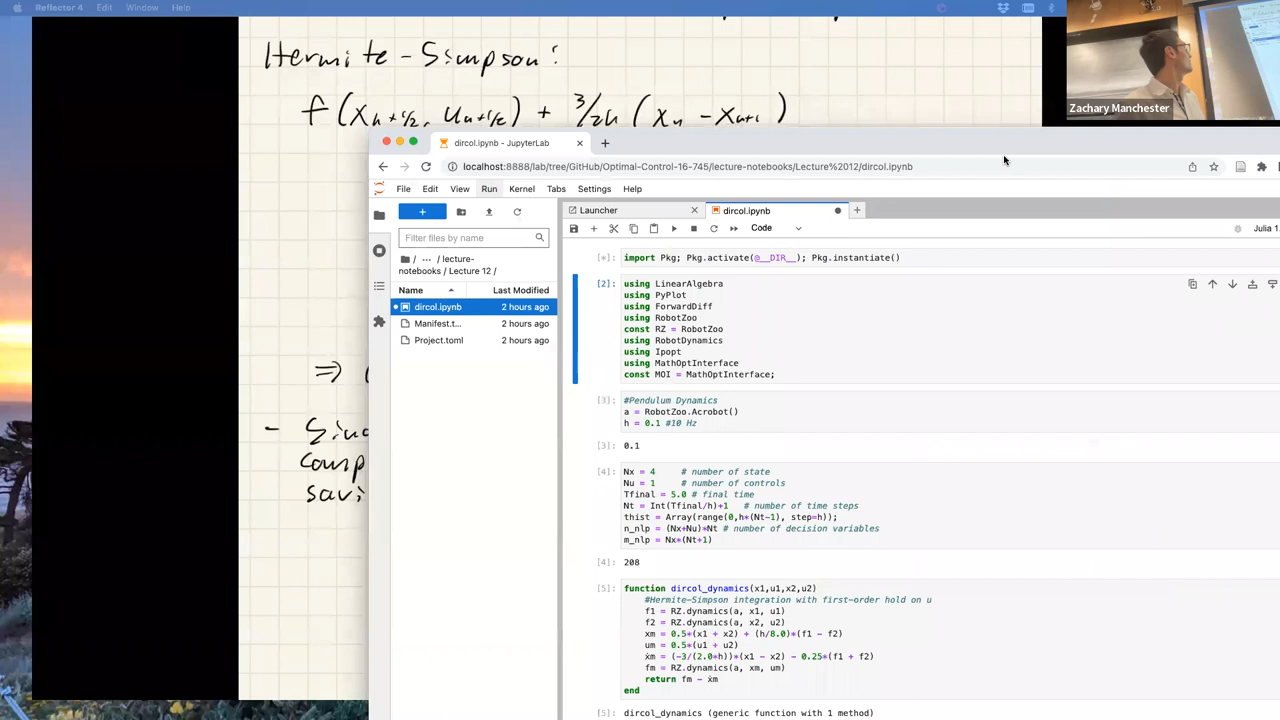 Reflector 4 Edit Window Help
Hermite-Simpson:
f(x_{n+1/2}, u_{n+1/2}) + 3/2h (x_n - x_{n+1})
Zachary Manchester
dircol.ipynb - JupyterLab
localhost:8888/lab/tree/GitHub/Optimal-Control-16-745/lecture-notebooks/Lecture%2012/dircol.ipynb
File Edit View Run Kernel Tabs Settings Help
Launcher
dircol.ipynb
Code
Julia 1.
Filter files by name
/ ... / lecture-
notebooks / Lecture 12 /
Name Last Modified
dircol.ipynb 2 hours ago
Manifest.t... 2 hours ago
Project.toml 2 hours ago
⇒
- Sinc
comp
savi
[*]: import Pkg; Pkg.activate(@__DIR__); Pkg.instantiate()
[2]: using LinearAlgebra
using PyPlot
using ForwardDiff
using RobotZoo
const RZ = RobotZoo
using RobotDynamics
using Ipopt
using MathOptInterface
const MOI = MathOptInterface;
[3]: #Pendulum Dynamics
a = RobotZoo.Acrobot()
h = 0.1 #10 Hz
[3]: 0.1
[4]: Nx = 4 # number of state
Nu = 1 # number of controls
Tfinal = 5.0 # final time
Nt = Int(Tfinal/h)+1 # number of time steps
thist = Array(range(0,h*(Nt-1), step=h));
n_nlp = (Nx+Nu)*Nt # number of decision variables
m_nlp = Nx*(Nt+1)
[4]: 208
[5]: function dircol_dynamics(x1,u1,x2,u2)
#Hermite-Simpson integration with first-order hold on u
f1 = RZ.dynamics(a, x1, u1)
f2 = RZ.dynamics(a, x2, u2)
xm = 0.5*(x1 + x2) + (h/8.0)*(f1 - f2)
um = 0.5*(u1 + u2)
ẋm = (-3/(2.0*h))*(x1 - x2) - 0.25*(f1 + f2)
fm = RZ.dynamics(a, xm, um)
return fm - ẋm
end
[5]: dircol_dynamics (generic function with 1 method)